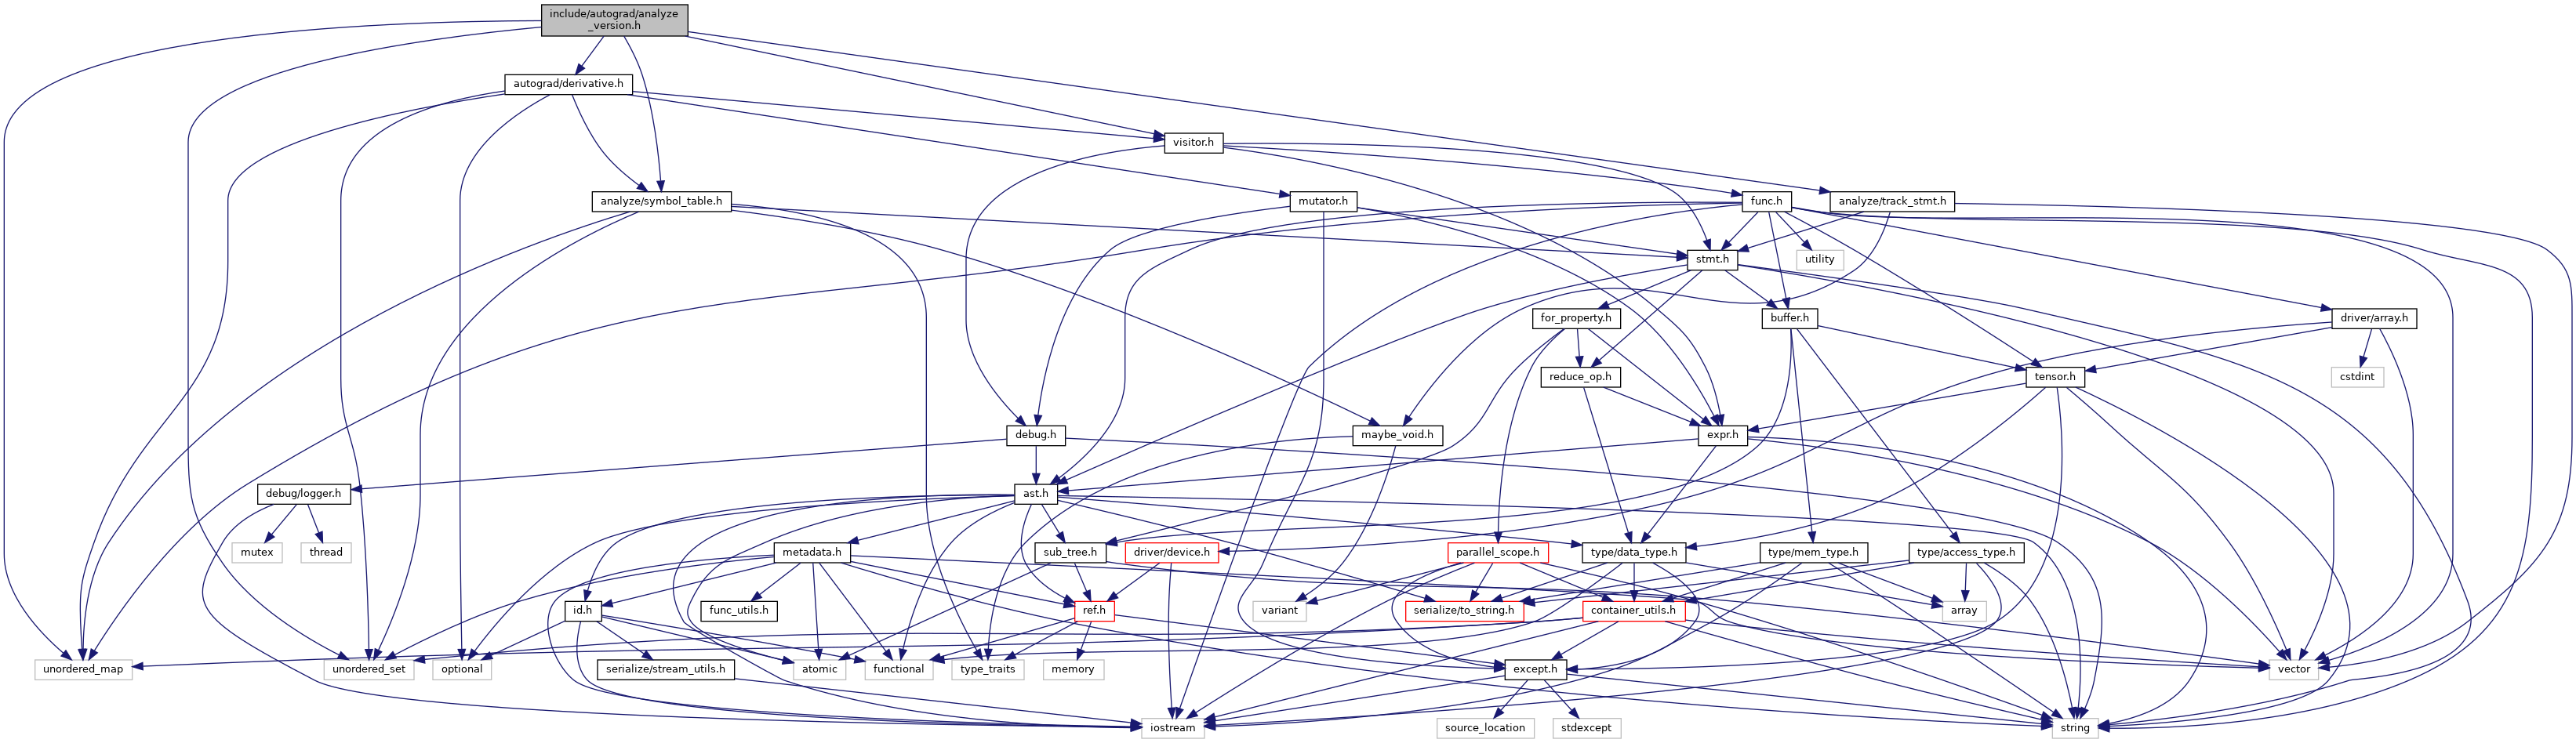 include/autograd/analyze
_version.h
autograd/derivative.h
visitor.h
analyze/symbol_table.h
mutator.h
func.h
analyze/track_stmt.h
stmt.h
utility
for_property.h
buffer.h
driver/array.h
reduce_op.h
tensor.h
cstdint
debug.h
maybe_void.h
expr.h
debug/logger.h
ast.h
mutex
thread
metadata.h
sub_tree.h
driver/device.h
parallel_scope.h
type/data_type.h
type/mem_type.h
type/access_type.h
func_utils.h
id.h
ref.h
variant
serialize/to_string.h
container_utils.h
array
unordered_map
unordered_set
optional
serialize/stream_utils.h
atomic
functional
type_traits
memory
except.h
vector
iostream
source_location
stdexcept
string